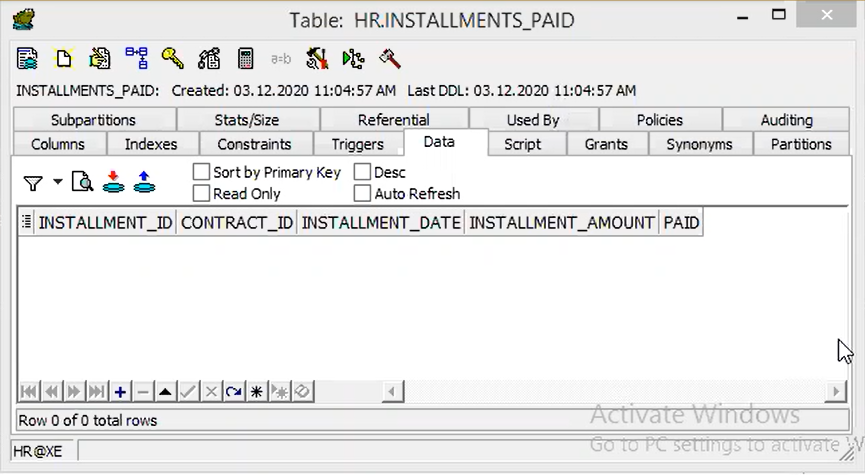 Table: HR.INSTALLMENTS_PAID
a=b
INSTALLMENTS_PAID: Created: 03.12.2020 11:04:57 AM Last DDL: 03.12.2020 11:04:57 AM
Subpartitions Stats/Size Referential Used By Policies Auditing
Columns Indexes Constraints Triggers Data Script Grants Synonyms Partitions
Sort by Primary Key Desc
Read Only Auto Refresh
INSTALLMENT_ID CONTRACT_ID INSTALLMENT_DATE INSTALLMENT_AMOUNT PAID
Row 0 of 0 total rows
Activate Windows
Go to PC settings to activate W
HR@XE